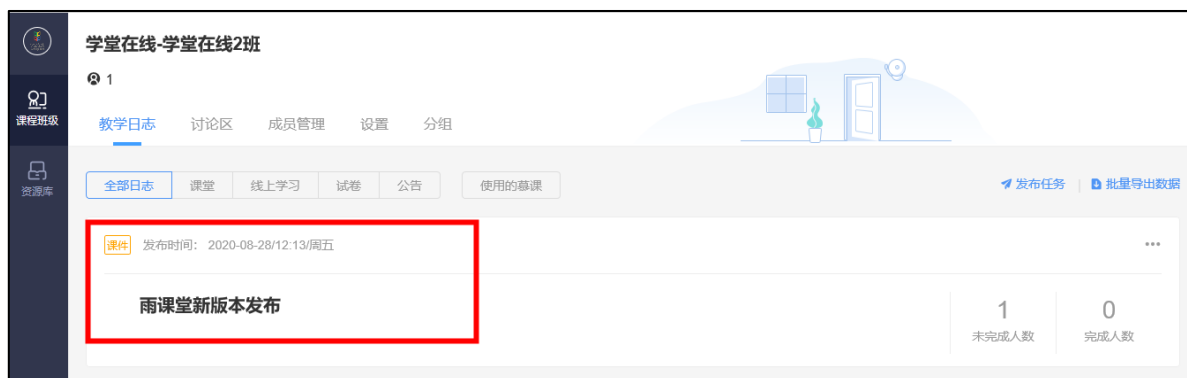 学堂在线-学堂在线2班
1
课程班级
教学日志 讨论区 成员管理 设置 分组
资源库
全部日志 课堂 线上学习 试卷 公告 使用的慕课 发布任务 批量导出数据
课件 发布时间: 2020-08-28/12:13/周五
雨课堂新版本发布
1 0
未完成人数 完成人数